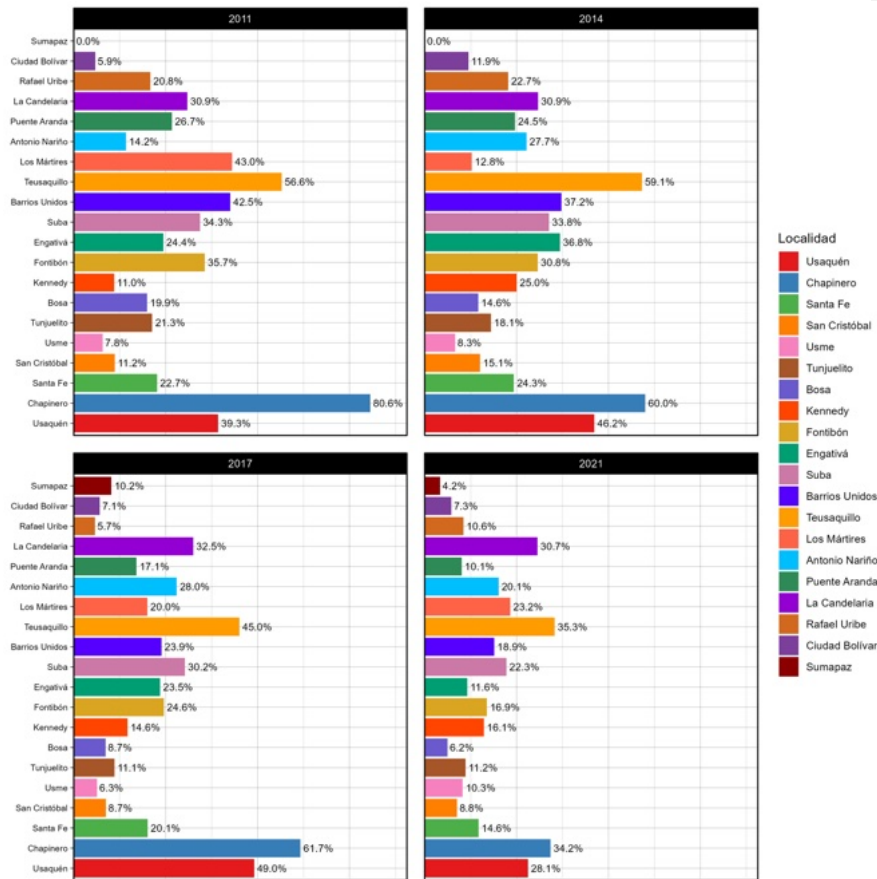 2011
Sumapaz 0.0%
Ciudad Bolívar 5.9%
Rafael Uribe 20.8%
La Candelaria 30.9%
Puente Aranda 26.7%
Antonio Nariño 14.2%
Los Mártires 43.0%
Teusaquillo 56.6%
Barrios Unidos 42.5%
Suba 34.3%
Engativá 24.4%
Fontibón 35.7%
Kennedy 11.0%
Bosa 19.9%
Tunjuelito 21.3%
Usme 7.8%
San Cristóbal 11.2%
Santa Fe 22.7%
Chapinero 80.6%
Usaquén 39.3%
2014
0.0%
11.9%
22.7%
30.9%
24.5%
27.7%
12.8%
59.1%
37.2%
33.8%
36.8%
30.8%
25.0%
14.6%
18.1%
8.3%
15.1%
24.3%
60.0%
46.2%
2017
Sumapaz 10.2%
Ciudad Bolívar 7.1%
Rafael Uribe 5.7%
La Candelaria 32.5%
Puente Aranda 17.1%
Antonio Nariño 28.0%
Los Mártires 20.0%
Teusaquillo 45.0%
Barrios Unidos 23.9%
Suba 30.2%
Engativá 23.5%
Fontibón 24.6%
Kennedy 14.6%
Bosa 8.7%
Tunjuelito 11.1%
Usme 6.3%
San Cristóbal 8.7%
Santa Fe 20.1%
Chapinero 61.7%
Usaquén 49.0%
2021
4.2%
7.3%
10.6%
30.7%
10.1%
20.1%
23.2%
35.3%
18.9%
22.3%
11.6%
16.9%
16.1%
6.2%
11.2%
10.3%
8.8%
14.6%
34.2%
28.1%
Localidad
Usaquén
Chapinero
Santa Fe
San Cristóbal
Usme
Tunjuelito
Bosa
Kennedy
Fontibón
Engativá
Suba
Barrios Unidos
Teusaquillo
Los Mártires
Antonio Nariño
Puente Aranda
La Candelaria
Rafael Uribe
Ciudad Bolívar
Sumapaz